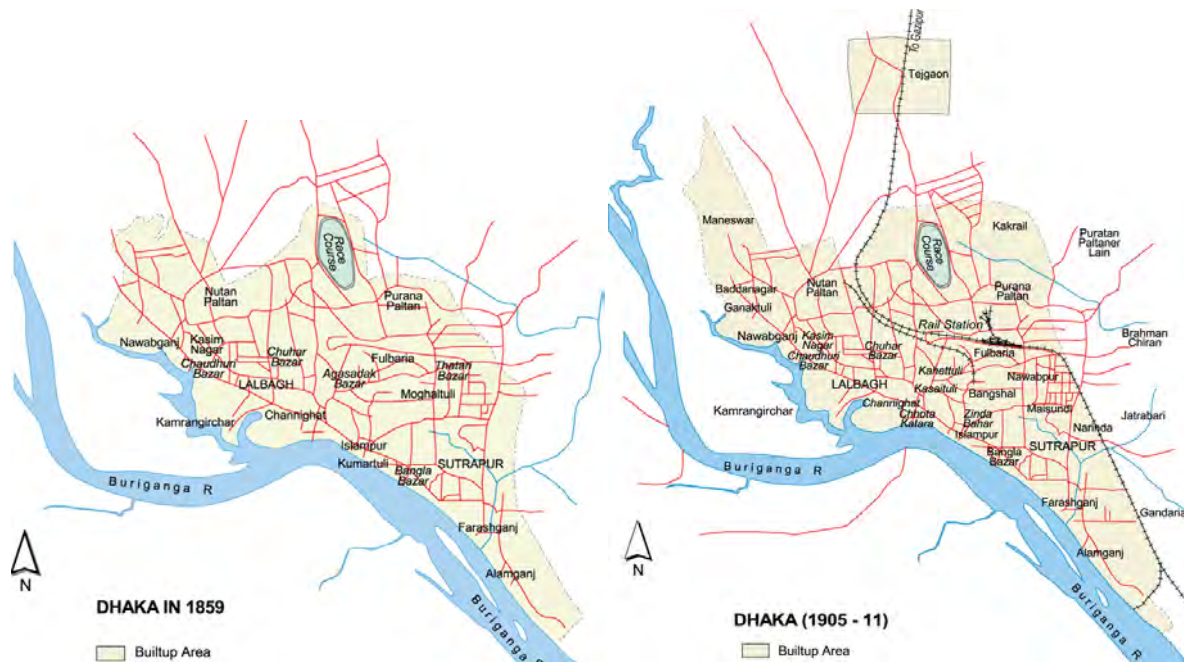 Race
Course
Nutan
Paltan
Purana
Paltan
Nawabganj
Kasim
Nagar
Chaudhuri
Bazar
Chuhar
Bazar
Fulbaria
Agasadak
Bazar
Thatari
Bazar
LALBAGH
Moghaltuli
Kamrangirchar
Channighat
Islampur
Kumartuli
Bangla
Bazar
SUTRAPUR
Buriganga R
Farashganj
Alamganj
Buriganga R
N
DHAKA IN 1859
Builtup Area
To Gazipur
Tejgaon
Maneswar
Race
Course
Kakrail
Puratan
Paltaner
Lain
Baddanagar
Nutan
Paltan
Purana
Paltan
Ganaktuli
Rail Station
Nawabganj
Kasim
Nagar
Chaudhuri
Bazar
Chuhar
Bazar
Fulbaria
Brahman
Chiran
Kahettuli
Nawabpur
LALBAGH
Kasaituli
Bangshal
Kamrangirchar
Channighat
Chhota
Katara
Zinda
Bahar
Maisundi
Jatrabari
Narinda
Islampur
SUTRAPUR
Bangla
Bazar
Buriganga R
Farashganj
Gandaria
Alamganj
Buriganga R
N
DHAKA (1905 - 11)
Builtup Area